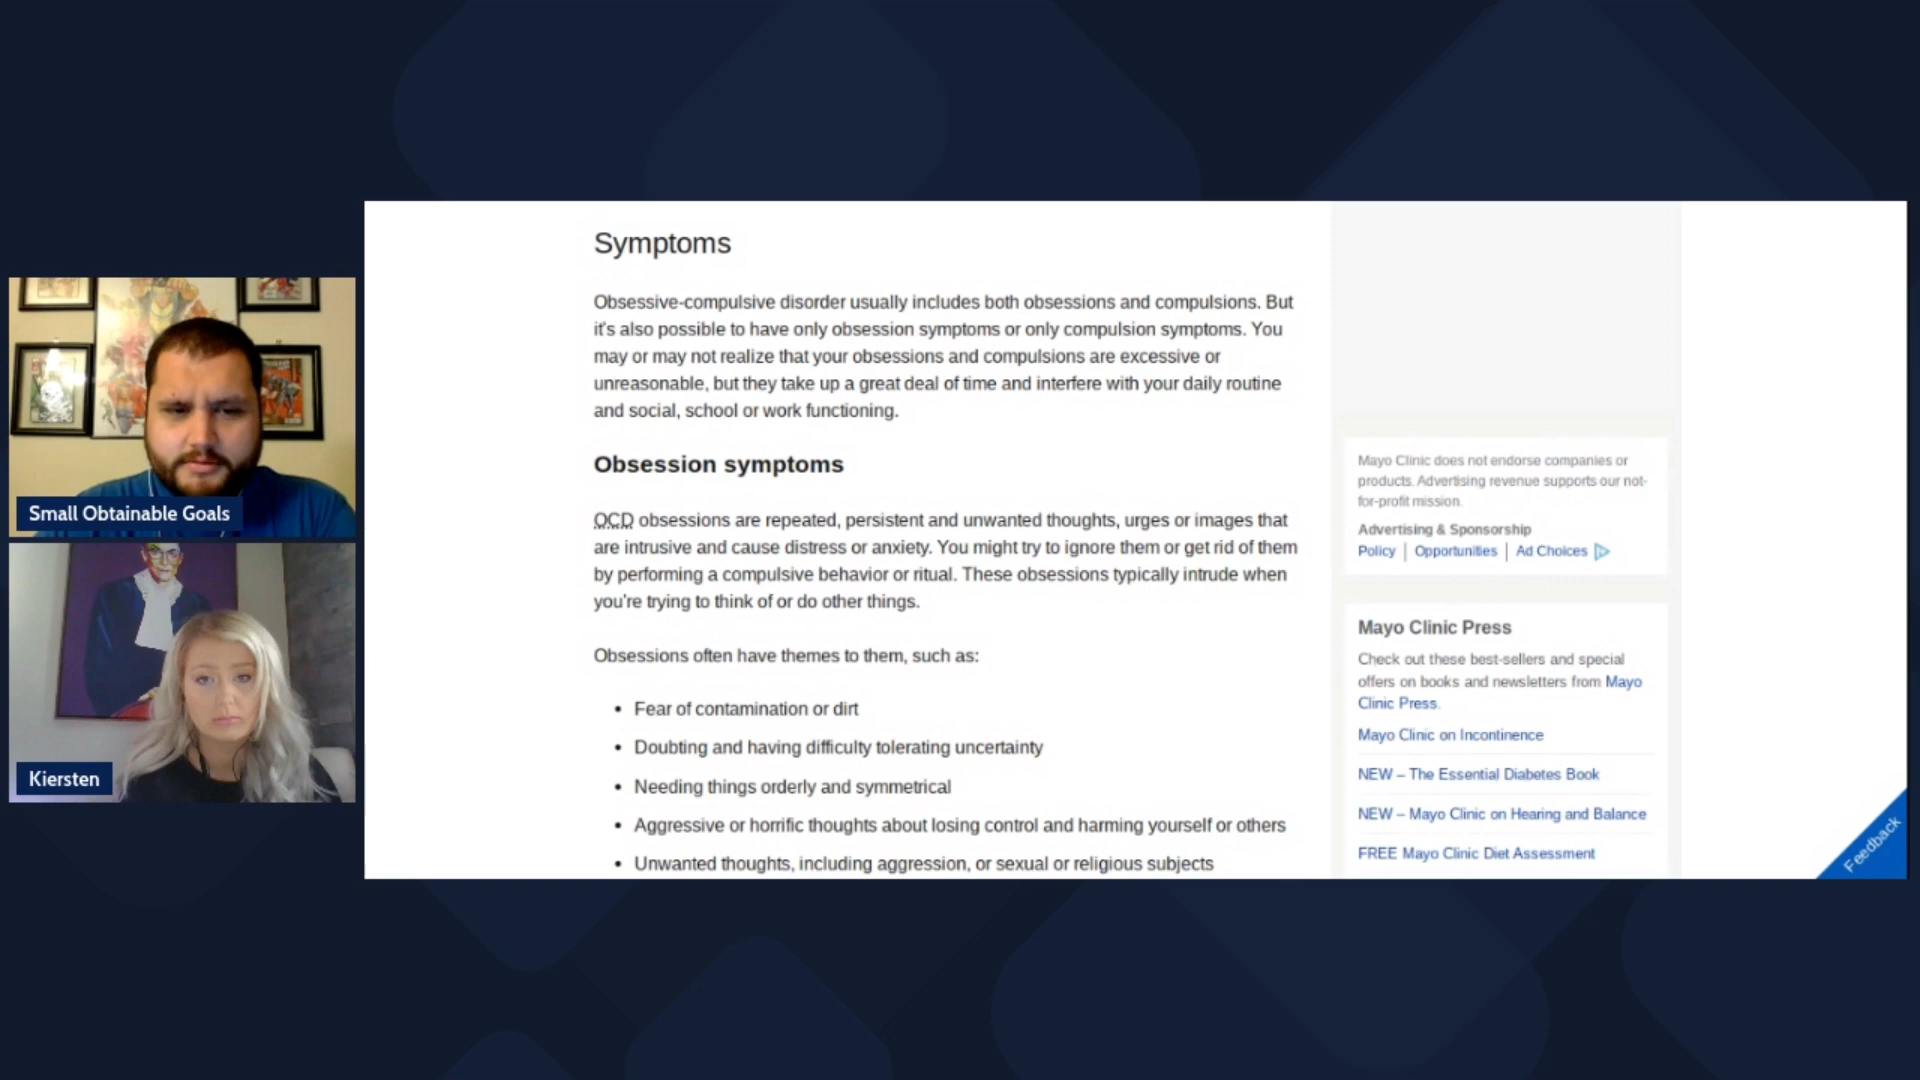 Symptoms
Obsessive-compulsive disorder usually includes both obsessions and compulsions. But
it's also possible to have only obsession symptoms or only compulsion symptoms. You
may or may not realize that your obsessions and compulsions are excessive or
unreasonable, but they take up a great deal of time and interfere with your daily routine
and social, school or work functioning.
Obsession symptoms
OCD obsessions are repeated, persistent and unwanted thoughts, urges or images that
are intrusive and cause distress or anxiety. You might try to ignore them or get rid of them
by performing a compulsive behavior or ritual. These obsessions typically intrude when
you're trying to think of or do other things.
Obsessions often have themes to them, such as:
• Fear of contamination or dirt
• Doubting and having difficulty tolerating uncertainty
• Needing things orderly and symmetrical
• Aggressive or horrific thoughts about losing control and harming yourself or others
• Unwanted thoughts, including aggression, or sexual or religious subjects
Mayo Clinic does not endorse companies or
products. Advertising revenue supports our not-
for-profit mission.
Advertising & Sponsorship
Policy | Opportunities | Ad Choices
Mayo Clinic Press
Check out these best-sellers and special
offers on books and newsletters from Mayo
Clinic Press.
Mayo Clinic on Incontinence
NEW – The Essential Diabetes Book
NEW – Mayo Clinic on Hearing and Balance
FREE Mayo Clinic Diet Assessment
Feedback
Small Obtainable Goals
Kiersten